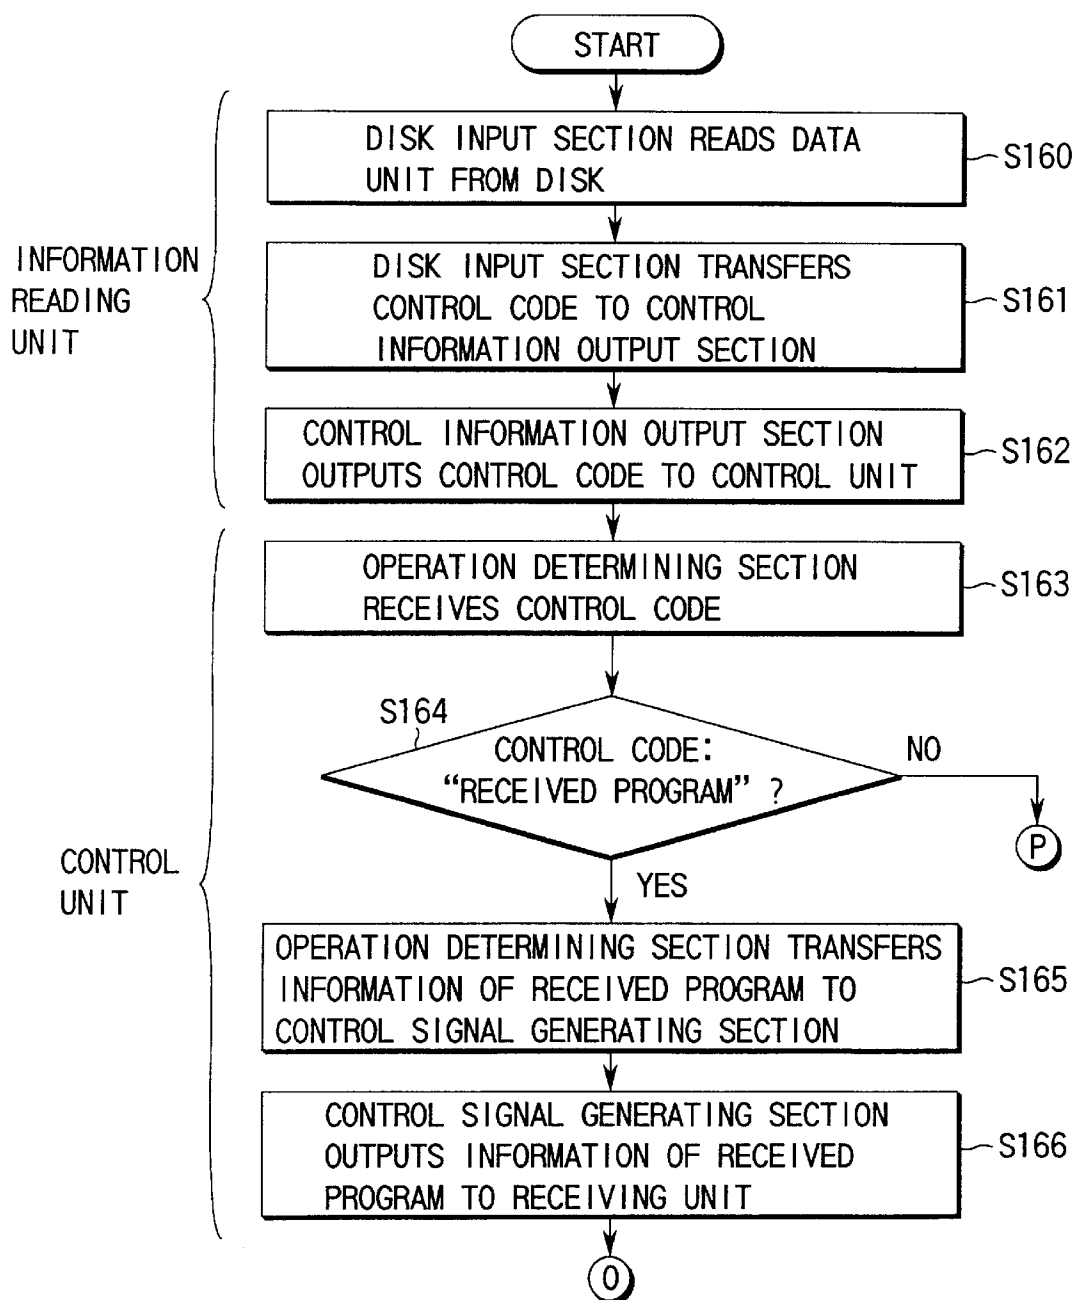 START
DISK INPUT SECTION READS DATA
UNIT FROM DISK
S160
INFORMATION
READING
UNIT
DISK INPUT SECTION TRANSFERS
CONTROL CODE TO CONTROL
INFORMATION OUTPUT SECTION
S161
CONTROL INFORMATION OUTPUT SECTION
OUTPUTS CONTROL CODE TO CONTROL UNIT
S162
OPERATION DETERMINING SECTION
RECEIVES CONTROL CODE
S163
S164
CONTROL CODE:
“RECEIVED PROGRAM” ?
NO
P
YES
CONTROL
UNIT
OPERATION DETERMINING SECTION TRANSFERS
INFORMATION OF RECEIVED PROGRAM TO
CONTROL SIGNAL GENERATING SECTION
S165
CONTROL SIGNAL GENERATING SECTION
OUTPUTS INFORMATION OF RECEIVED
PROGRAM TO RECEIVING UNIT
S166
O